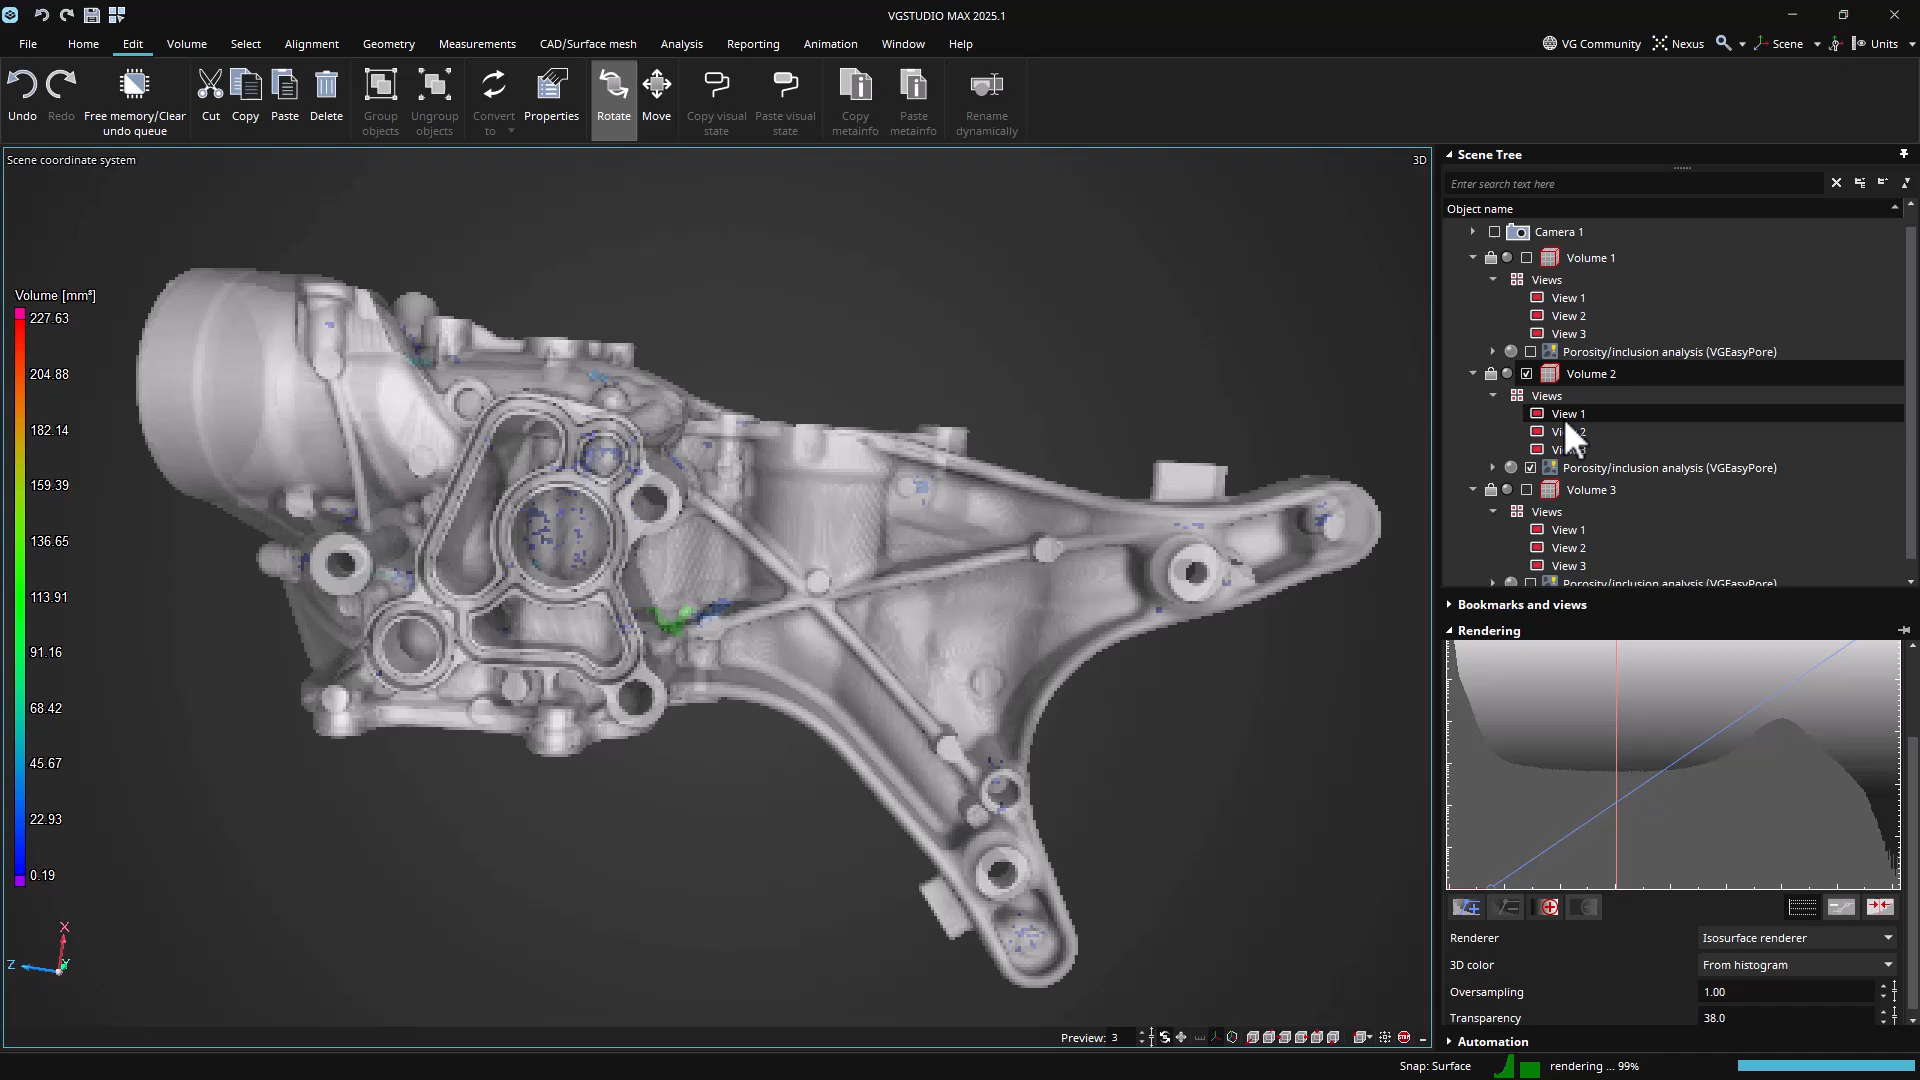 VGSTUDIO MAX 2025.1
File Home Edit Volume Select Alignment Geometry Measurements CAD/Surface mesh Analysis Reporting Animation Window Help VG Community Nexus Scene Units
Undo Redo Free memory/Clear undo queue Cut Copy Paste Delete Group objects Ungroup objects Convert to Properties Rotate Move Copy visual state Paste visual state Copy metainfo Paste metainfo Rename dynamically
Scene coordinate system
3D
Volume [mm³]
227.63
204.88
182.14
159.39
136.65
113.91
91.16
68.42
45.67
22.93
0.19
X
Z
Y
Preview: 3
Scene Tree
Enter search text here
Object name
Camera 1
Volume 1
Views
View 1
View 2
View 3
Porosity/inclusion analysis (VGEasyPore)
Volume 2
Views
View 1
2
Porosity/inclusion analysis (VGEasyPore)
Volume 3
Views
View 1
View 2
View 3
Porosity/inclusion analysis (VGEasyPore)
Bookmarks and views
Rendering
Renderer Isosurface renderer
3D color From histogram
Oversampling 1.00
Transparency 38.0
Automation
Snap: Surface rendering ... 99%